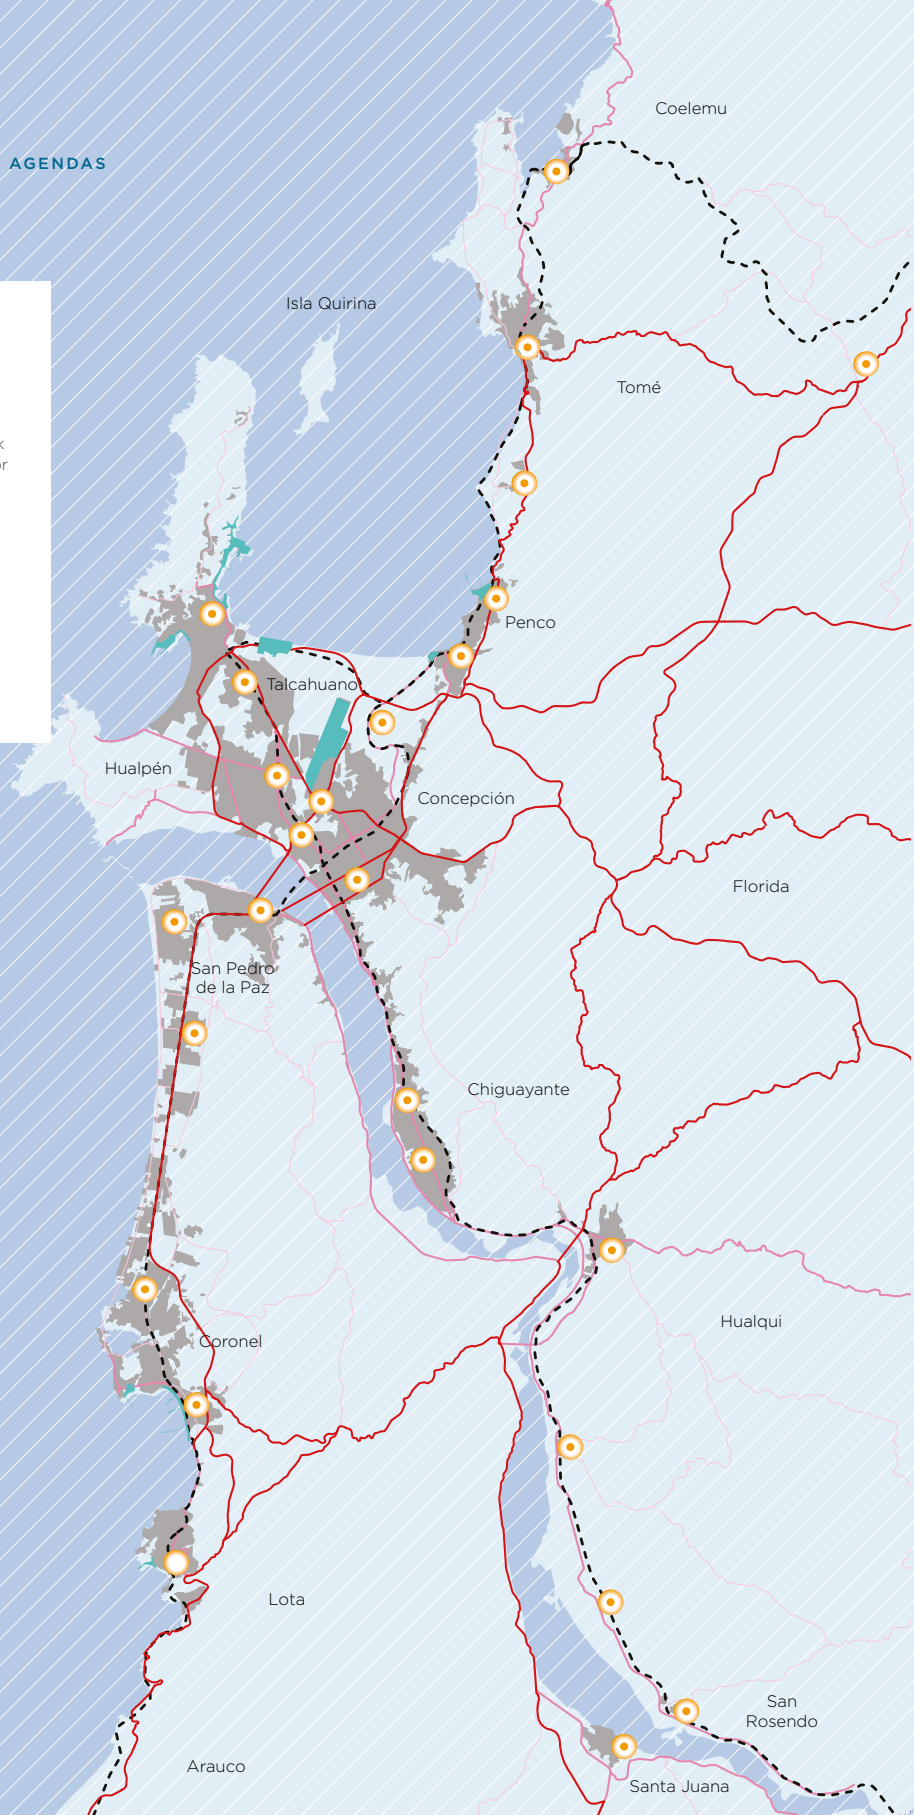 Coelemu
AGENDAS
Isla Quirina
Tomé
Penco
Talcahuano
Hualpén
Concepción
Florida
San Pedro
de la Paz
Chiguayante
Hualqui
Coronel
Lota
San
Rosendo
Arauco
Santa Juana